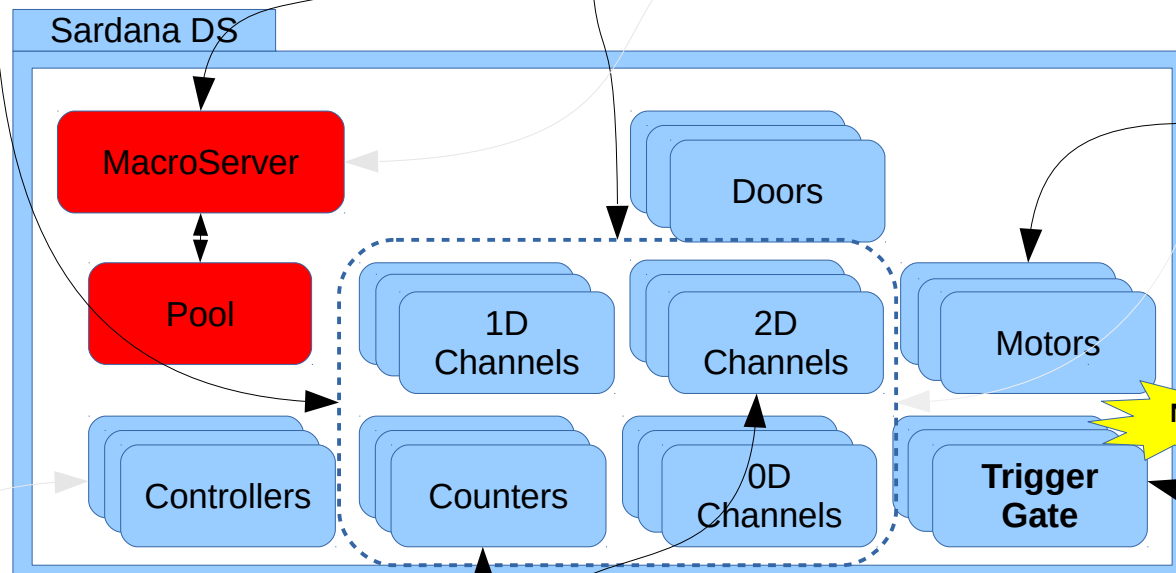 Sardana DS
MacroServer
Doors
Pool
1D
Channels
2D
Channels
Motors
Controllers
Counters
0D
Channels
Trigger
Gate